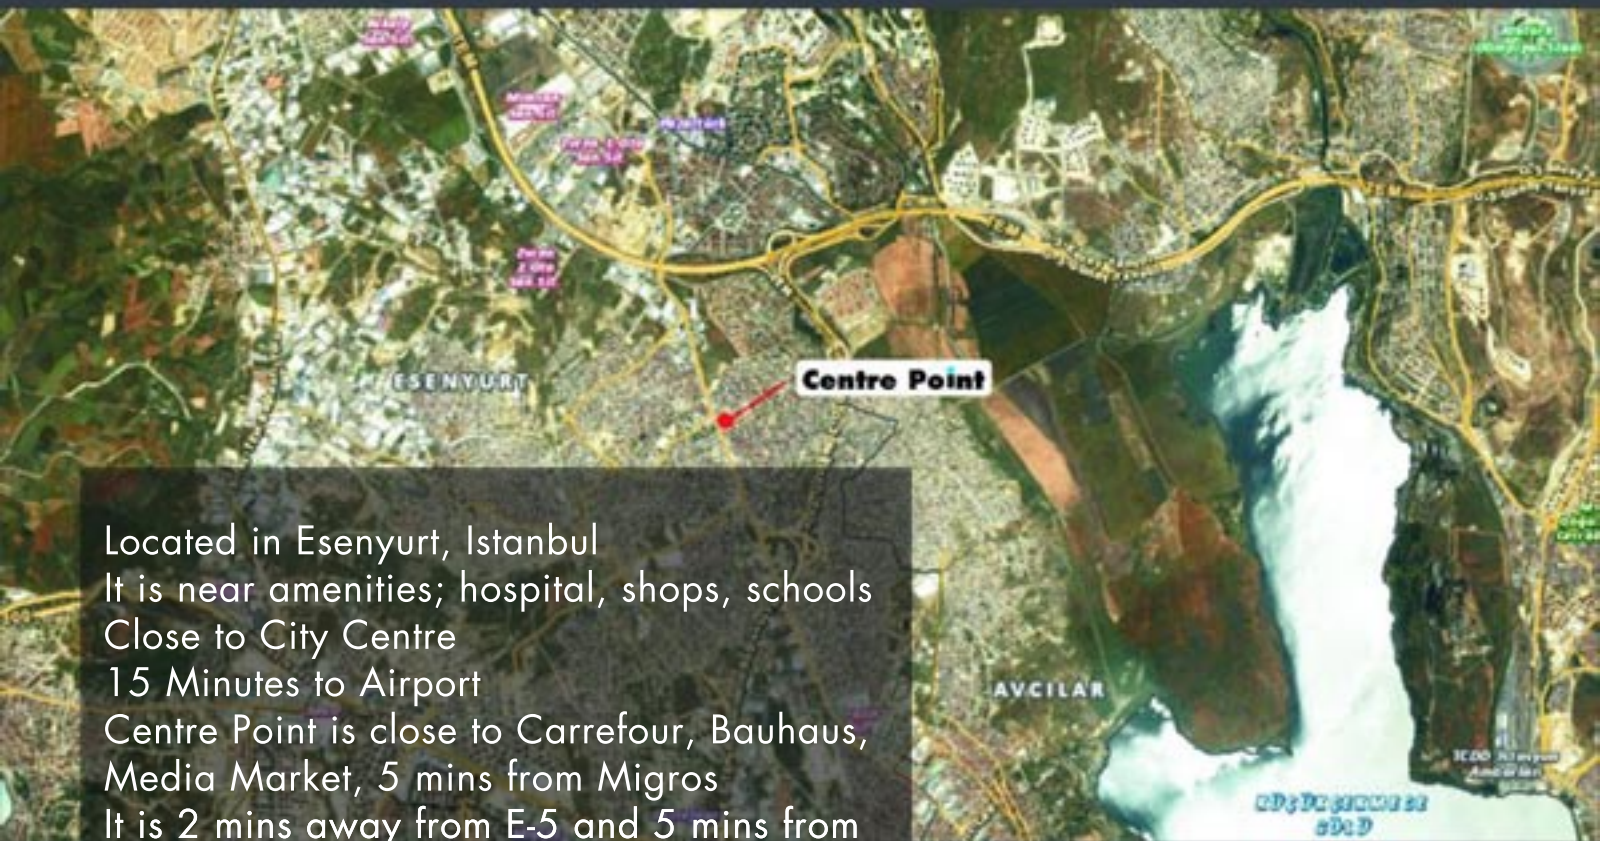 ESENYURT
Centre Point
Located in Esenyurt, Istanbul
It is near amenities; hospital, shops, schools
Close to City Centre
15 Minutes to Airport
Centre Point is close to Carrefour, Bauhaus,
Media Market, 5 mins from Migros
It is 2 mins away from E-5 and 5 mins from
AVCILAR
KÜÇÜKÇEKMECE
GÖLÜ